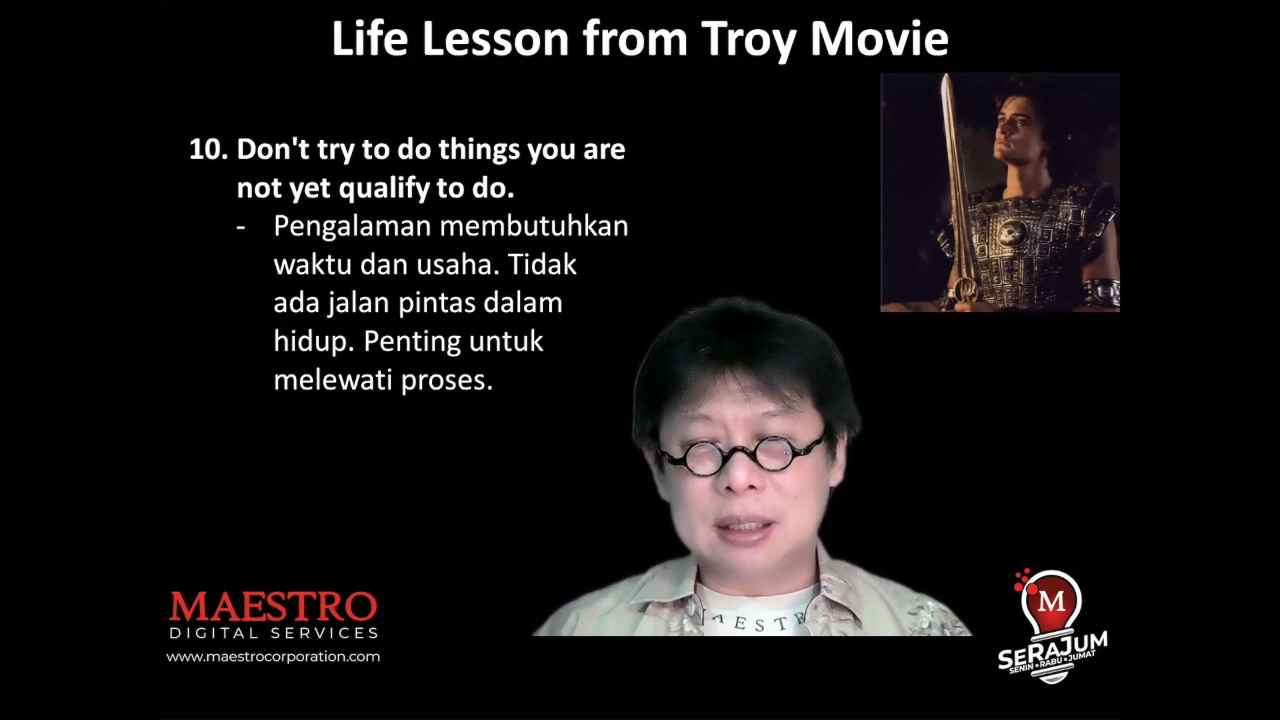 Life Lesson from Troy Movie
10. Don't try to do things you are
not yet qualify to do.
- Pengalaman membutuhkan
waktu dan usaha. Tidak
ada jalan pintas dalam
hidup. Penting untuk
melewati proses.
MAESTRO
DIGITAL SERVICES
www.maestrocorporation.com
M
SERAJUM
SENIN • RABU • JUMAT